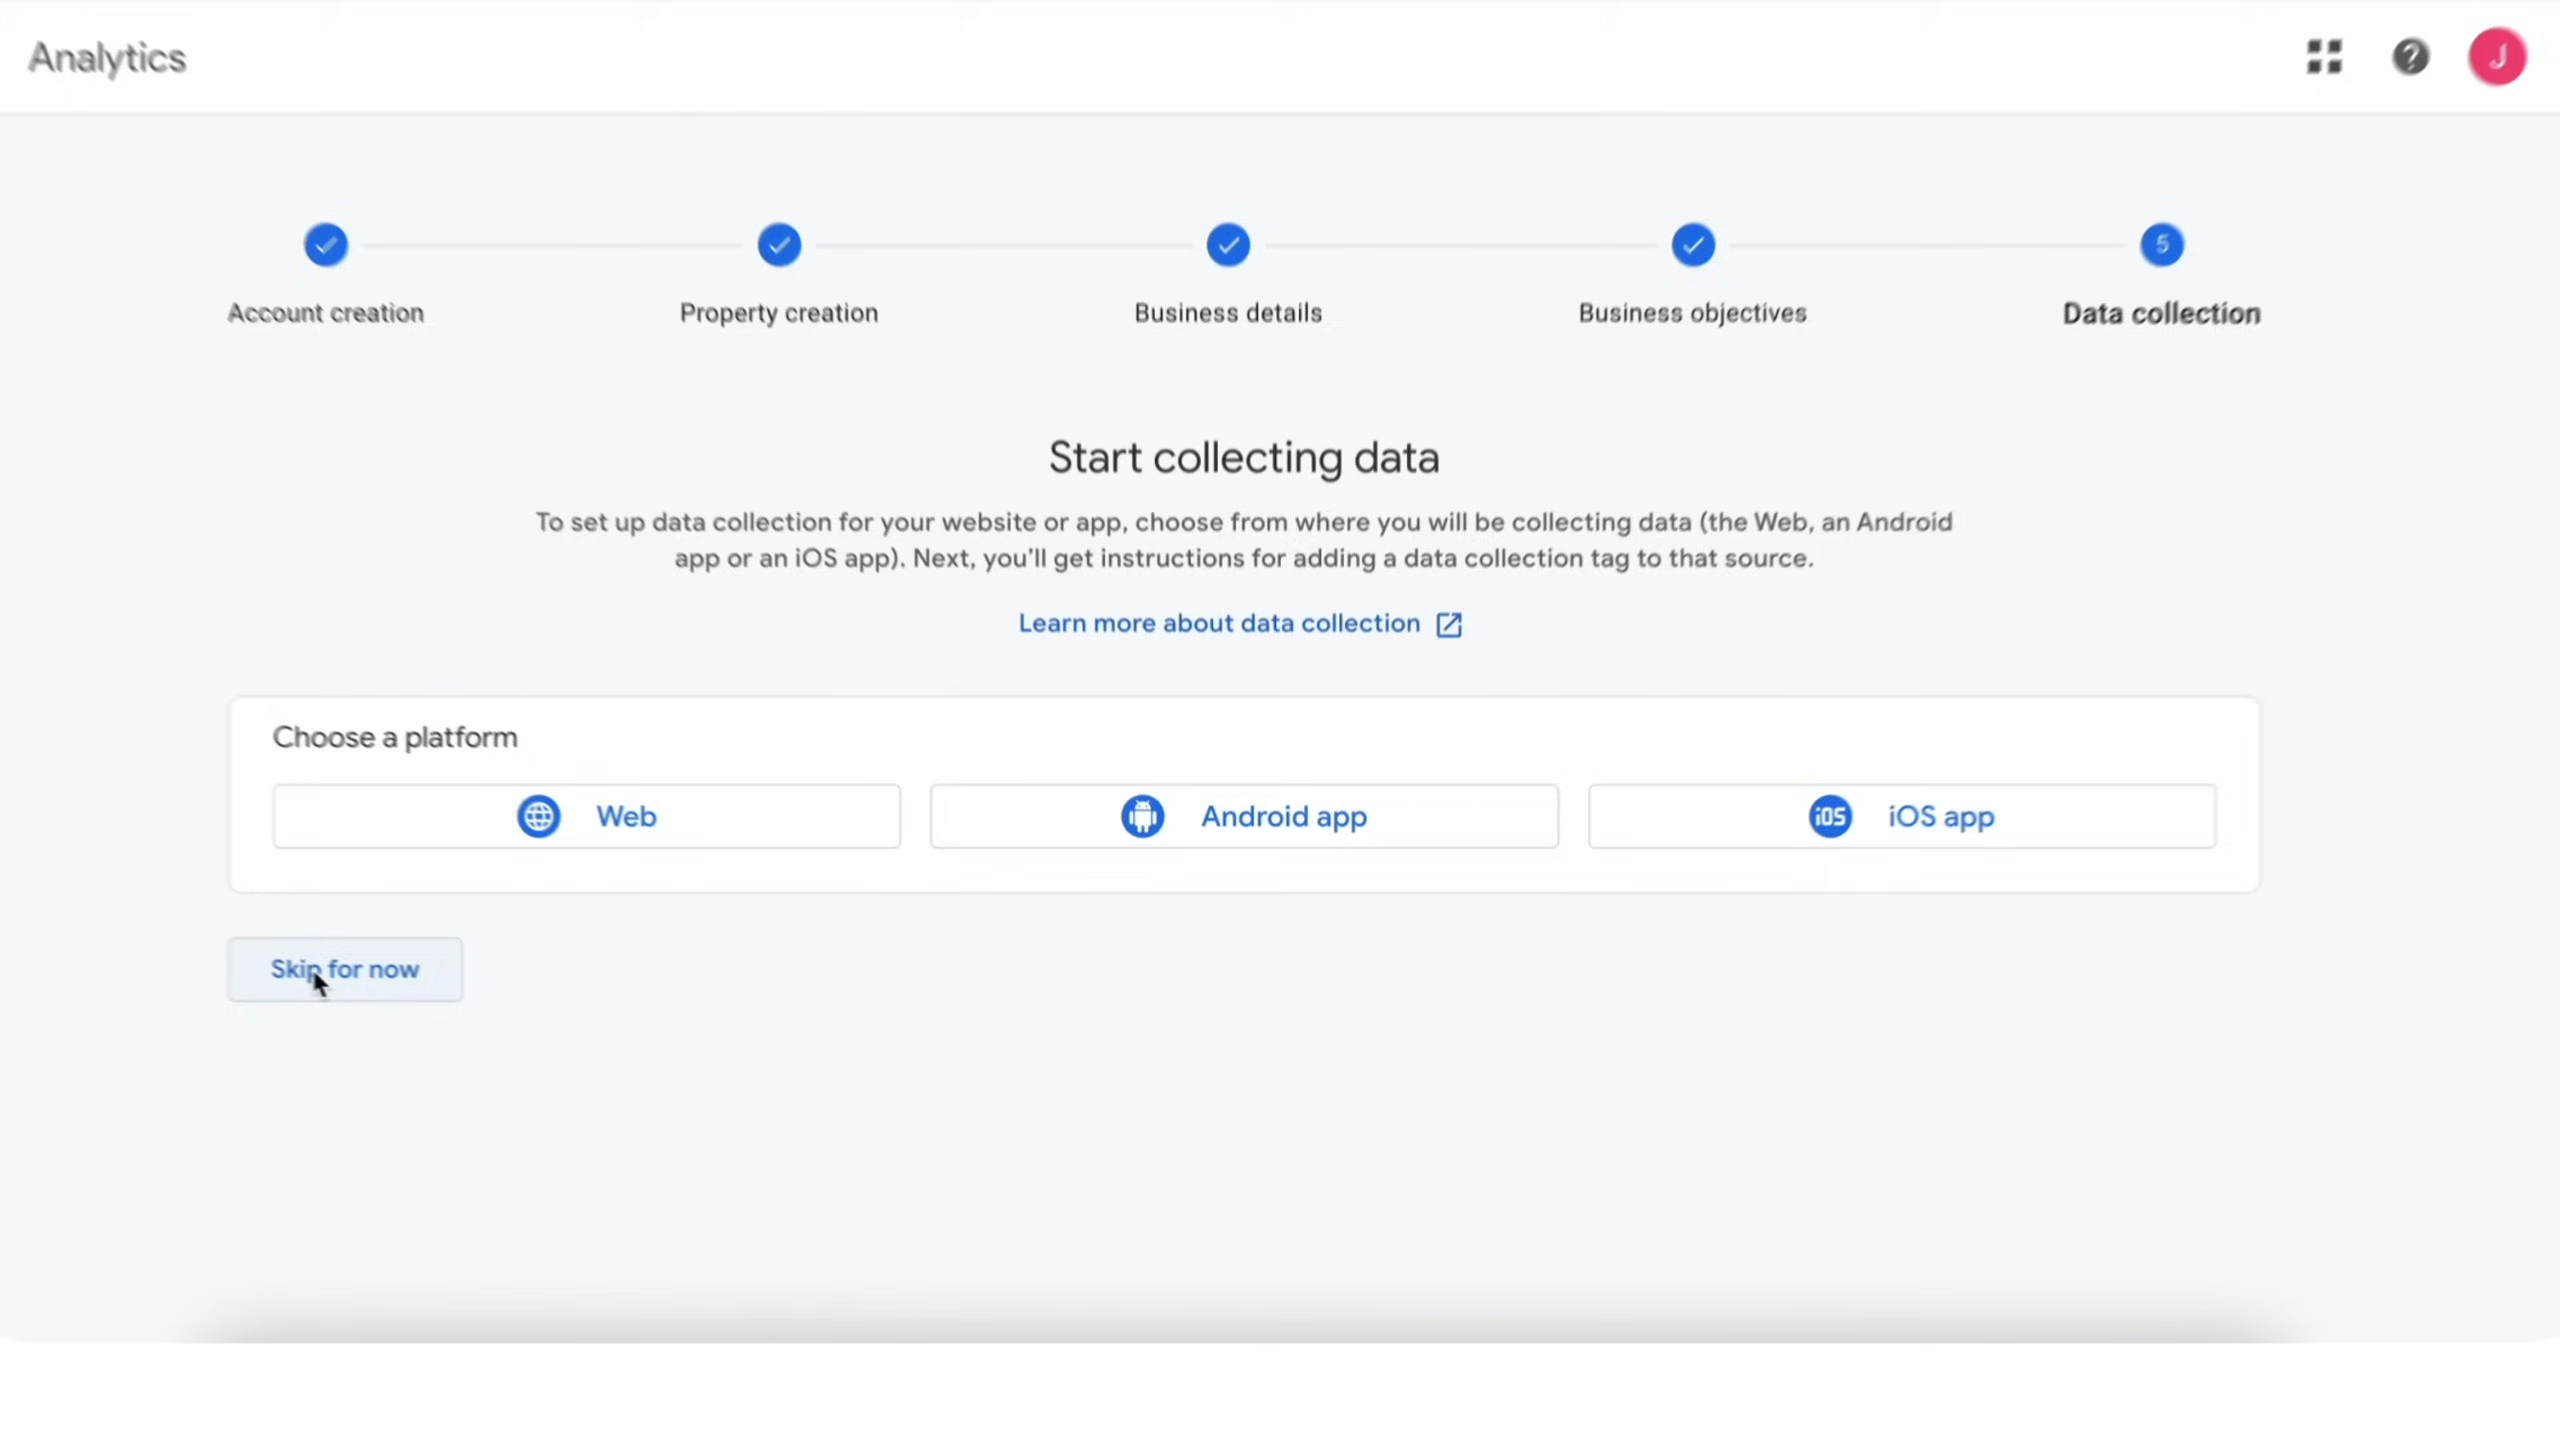 Analytics
J
5
Account creation
Property creation
Business details
Business objectives
Data collection
Start collecting data
To set up data collection for your website or app, choose from where you will be collecting data (the Web, an Android
app or an iOS app). Next, you'll get instructions for adding a data collection tag to that source.
Learn more about data collection
Choose a platform
Web
Android app
iOS iOS app
Skip for now